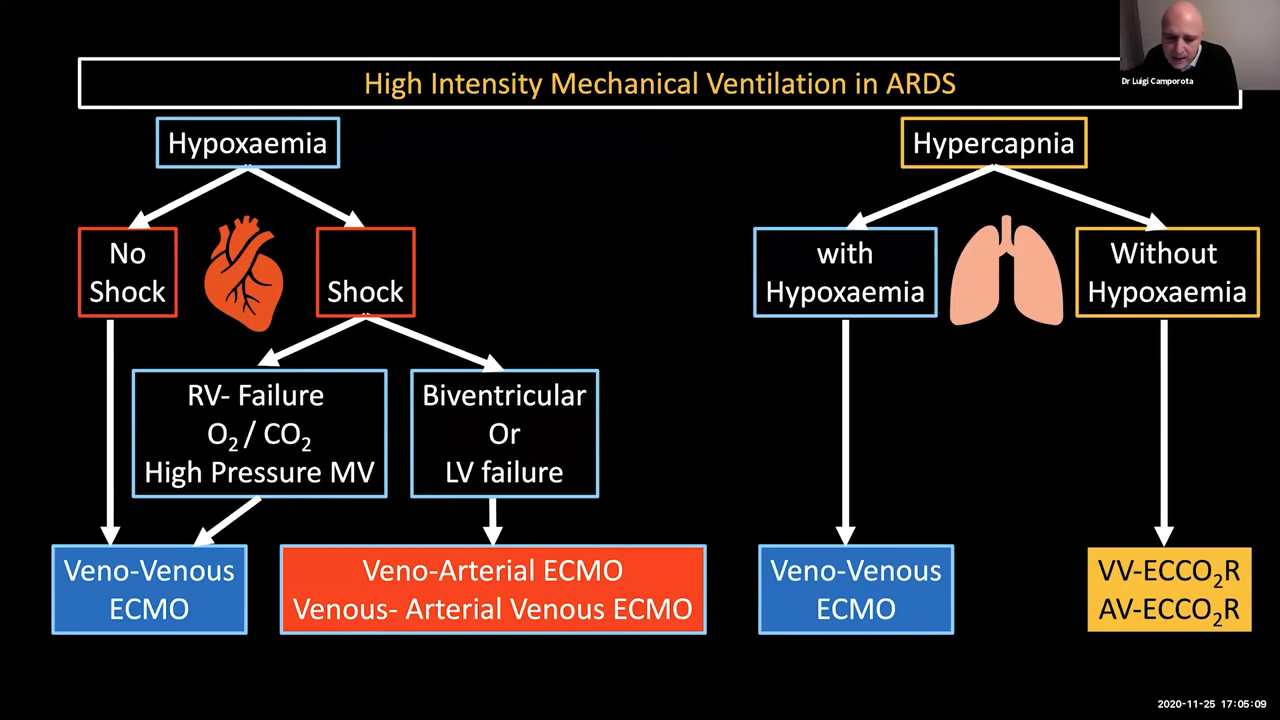 High Intensity Mechanical Ventilation in ARDS
Dr Luigi Camporota
Hypoxaemia
Hypercapnia
No
Shock
Shock
with
Hypoxaemia
Without
Hypoxaemia
RV- Failure
O₂ / CO₂
High Pressure MV
Biventricular
Or
LV failure
Veno-Venous
ECMO
Veno-Arterial ECMO
Venous- Arterial Venous ECMO
Veno-Venous
ECMO
VV-ECCO₂R
AV-ECCO₂R
2020-11-25 17:05:09